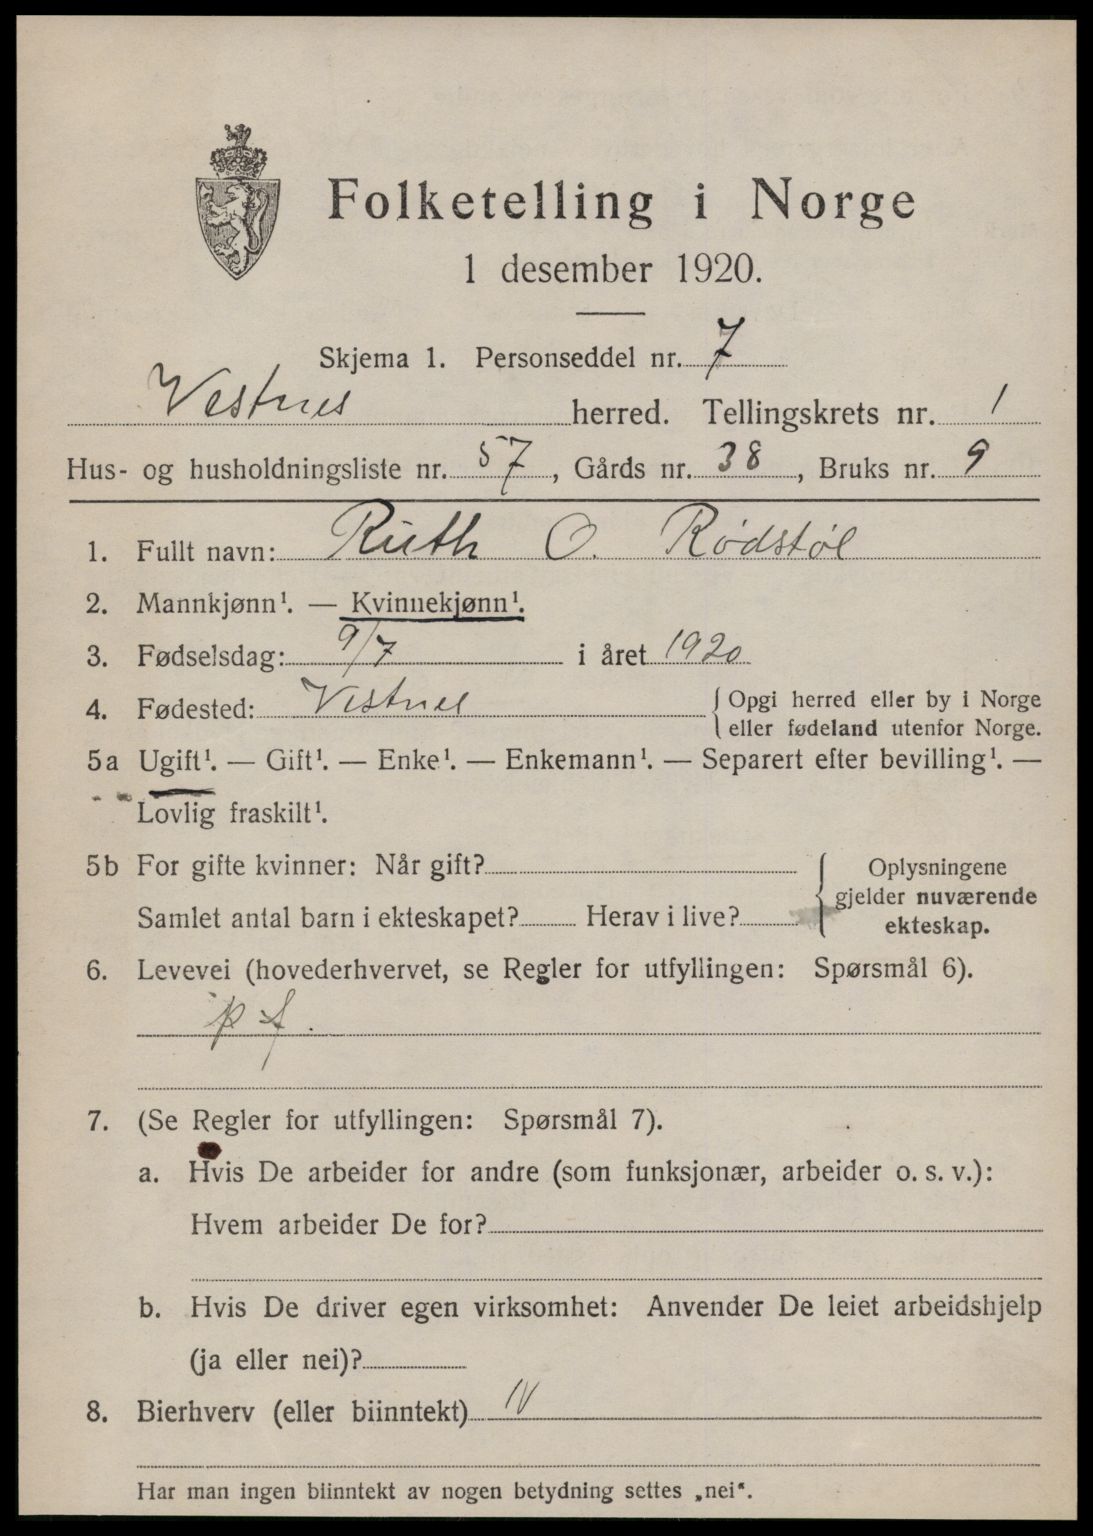 Folketelling i Norge
1 desember 1920.
Skjema 1. Personseddel nr. 7
Vestnes herred. Tellingskrets nr. 1
Hus- og husholdningsliste nr. 57, Gårds nr. 38, Bruks nr. 9
1. Fullt navn: Ruth O. Rødstøl
2. Mannkjønn¹. — Kvinnekjønn¹.
3. Fødselsdag: 9/7 i året 1920
4. Fødested: Vestnes { Opgi herred eller by i Norge
eller fødeland utenfor Norge.
5a Ugift¹. — Gift¹. — Enke¹. — Enkemann¹. — Separert efter bevilling¹. —
Lovlig fraskilt¹.
5b For gifte kvinner: Når gift?
Samlet antal barn i ekteskapet? Herav i live?
{ Oplysningene
gjelder nuværende
ekteskap.
6. Levevei (hovederhvervet, se Regler for utfyllingen: Spørsmål 6).
p f.
7. (Se Regler for utfyllingen: Spørsmål 7).
a. Hvis De arbeider for andre (som funksjonær, arbeider o. s. v.):
Hvem arbeider De for?
b. Hvis De driver egen virksomhet: Anvender De leiet arbeidshjelp
(ja eller nei)?
8. Bierhverv (eller biinntekt)
Har man ingen biinntekt av nogen betydning settes „nei“.